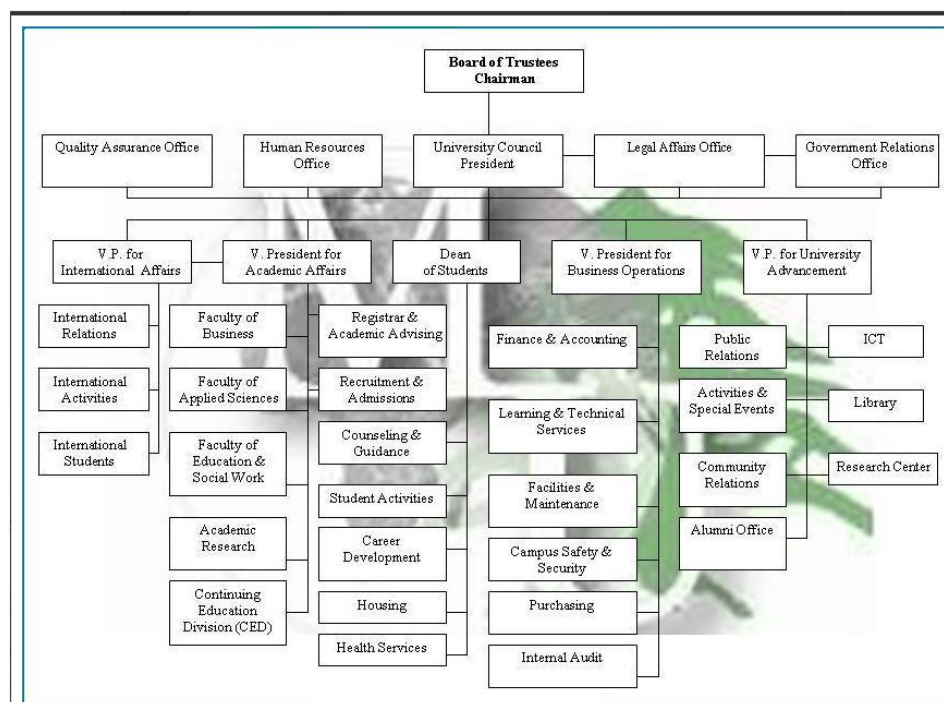 Board of Trustees
Chairman
Quality Assurance Office
Human Resources
Office
University Council
President
Legal Affairs Office
Government Relations
Office
V.P. for
International Affairs
V. President for
Academic Affairs
Dean
of Students
V. President for
Business Operations
V.P. for University
Advancement
International
Relations
International
Activities
International
Students
Faculty of
Business
Faculty of
Applied Sciences
Faculty of
Education &
Social Work
Academic
Research
Continuing
Education
Division (CED)
Registrar &
Academic Advising
Recruitment &
Admissions
Counseling &
Guidance
Student Activities
Career
Development
Housing
Health Services
Finance & Accounting
Learning & Technical
Services
Facilities &
Maintenance
Campus Safety &
Security
Purchasing
Internal Audit
Public
Relations
Activities &
Special Events
Community
Relations
Alumni Office
ICT
Library
Research Center